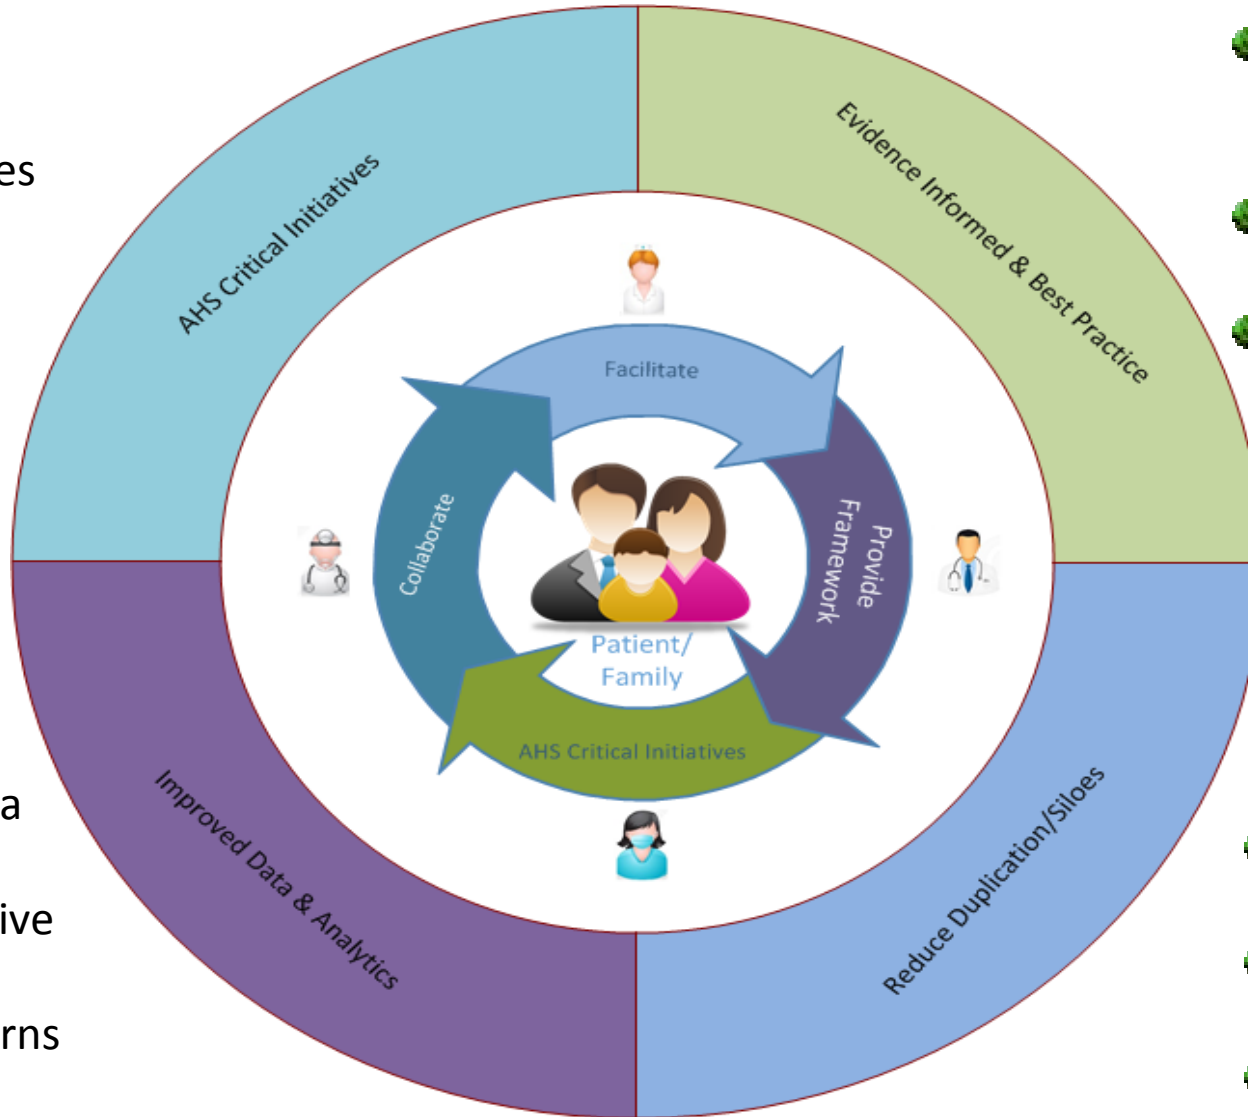 es
AHS Critical Initiatives
Evidence Informed & Best Practice
Facilitate
Collaborate
Provide
Framework
Patient/
Family
AHS Critical Initiatives
Improved Data & Analytics
Reduce Duplication/Siloes
a
ive
rns